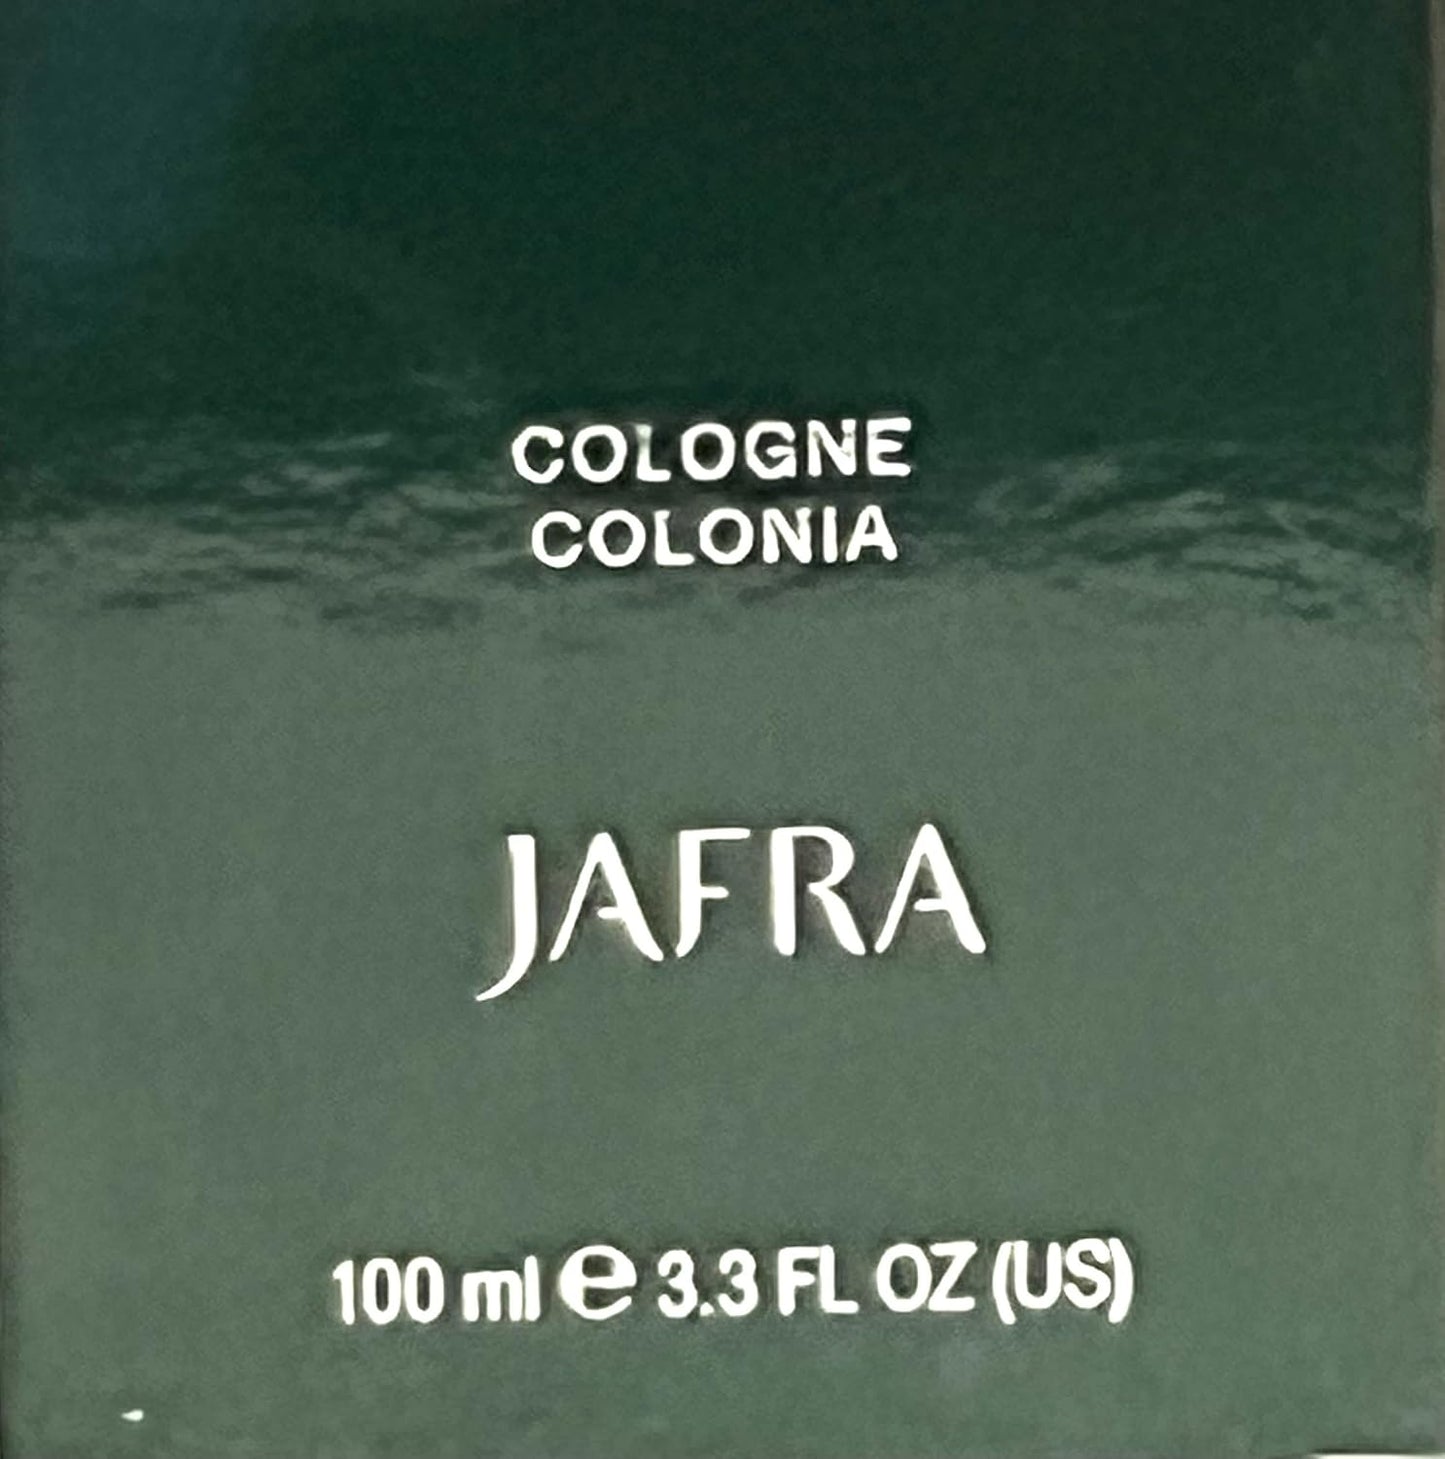 COLOGNE
COLONIA
JAFRA
100 ml e 3.3 FL OZ (US)